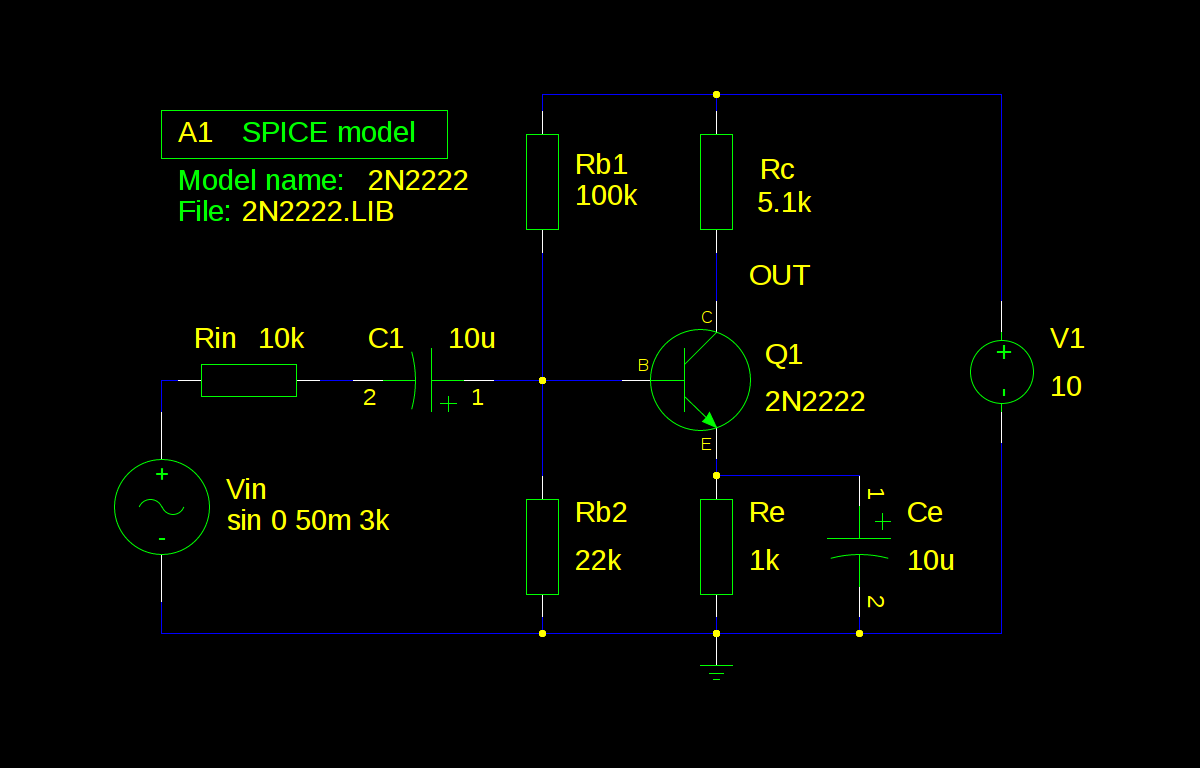 A1 SPICE model
Model name: 2N2222
File: 2N2222.LIB
Rb1
100k
Rc
5.1k
OUT
Rin 10k
C1 10u
2 + 1
C
B
E
Q1
2N2222
V1
10
+
-
+
-
Vin
sin 0 50m 3k
Rb2
22k
Re
1k
1
+
2
Ce
10u